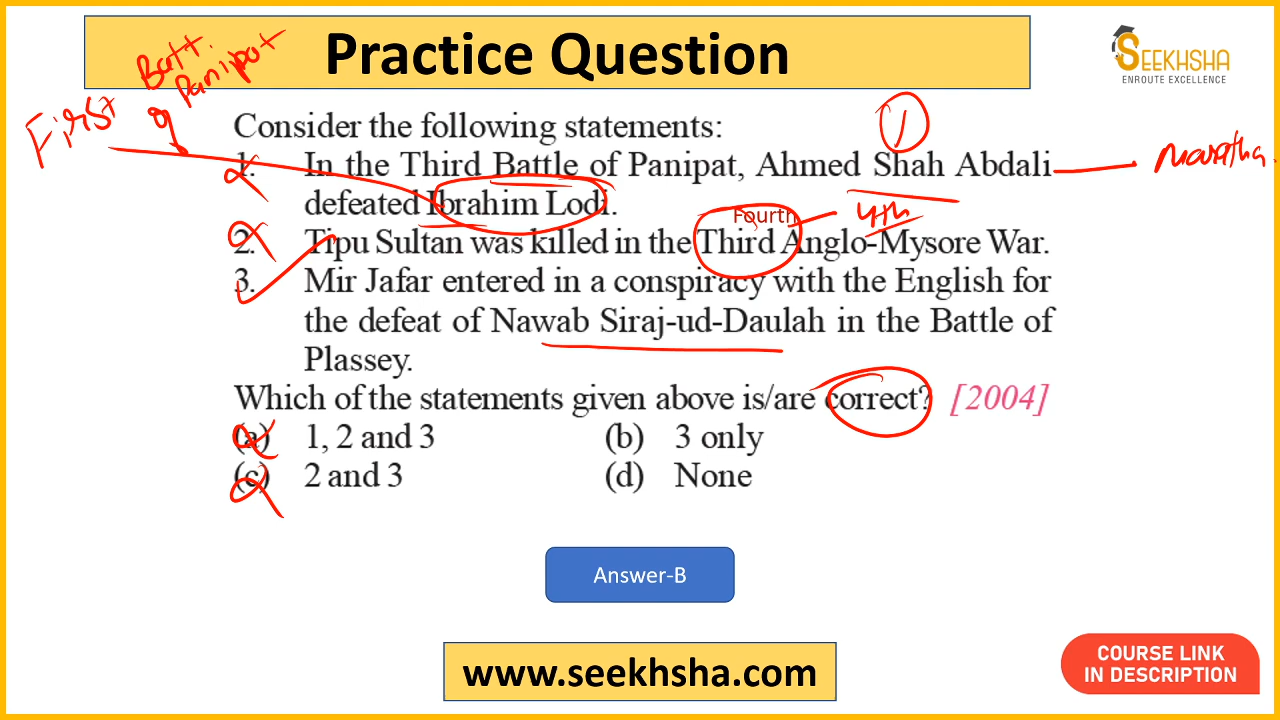 Practice Question
SEEKHSHA
ENROUTE EXCELLENCE
First Batt. of Panipat
Consider the following statements:
1
1. In the Third Battle of Panipat, Ahmed Shah Abdali
Maratha.
defeated Ibrahim Lodi.
Fourth
4th
2. Tipu Sultan was killed in the Third Anglo-Mysore War.
3. Mir Jafar entered in a conspiracy with the English for
the defeat of Nawab Siraj-ud-Daulah in the Battle of
Plassey.
Which of the statements given above is/are correct? [2004]
(a) 1, 2 and 3 (b) 3 only
(c) 2 and 3 (d) None
Answer-B
www.seekhsha.com
COURSE LINK
IN DESCRIPTION